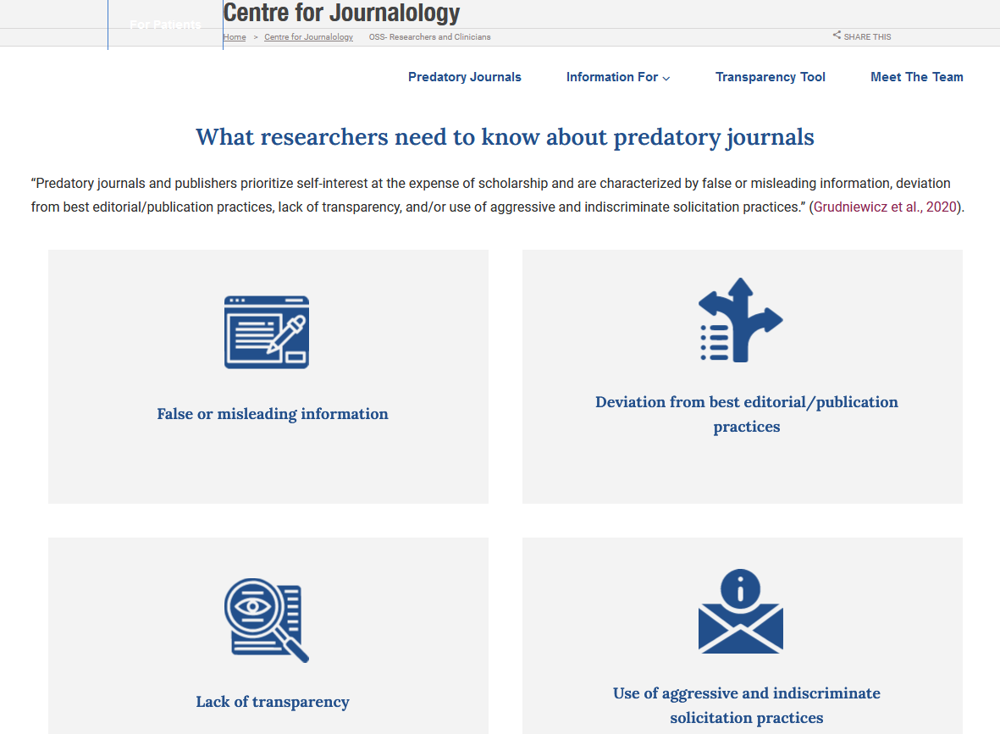 For Patients
Centre for Journalology
Home > Centre for Journalology OSS- Researchers and Clinicians
SHARE THIS
Predatory Journals Information For Transparency Tool Meet The Team
What researchers need to know about predatory journals
“Predatory journals and publishers prioritize self-interest at the expense of scholarship and are characterized by false or misleading information, deviation
from best editorial/publication practices, lack of transparency, and/or use of aggressive and indiscriminate solicitation practices.” (Grudniewicz et al., 2020).
False or misleading information
Deviation from best editorial/publication
practices
Lack of transparency
Use of aggressive and indiscriminate
solicitation practices